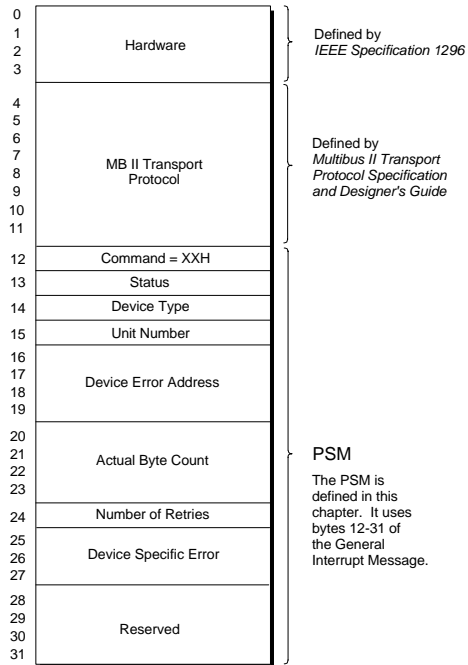 0
1
2
3
Hardware
Defined by
IEEE Specification 1296
4
5
6
7
8
9
10
11
MB II Transport
Protocol
Defined by
Multibus II Transport
Protocol Specification
and Designer's Guide
12
Command = XXH
13
Status
14
Device Type
15
Unit Number
16
17
18
19
Device Error Address
20
21
22
23
Actual Byte Count
24
Number of Retries
25
26
27
Device Specific Error
28
29
30
31
Reserved
PSM
The PSM is
defined in this
chapter. It uses
bytes 12-31 of
the General
Interrupt Message.